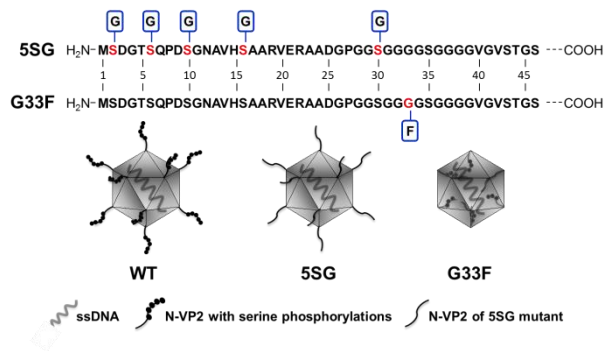 G G G G G
5SG H₂N- MSDGTSQPDSGNAVHSAARVERAADGPGGSGGGGSGGGGVGVSTGS ---COOH
1 5 10 15 20 25 30 35 40 45
G33F H₂N- MSDGTSQPDSGNAVHSAARVERAADGPGGSGGGGSGGGGVGVSTGS ---COOH
F
WT 5SG G33F
ssDNA N-VP2 with serine phosphorylations N-VP2 of 5SG mutant